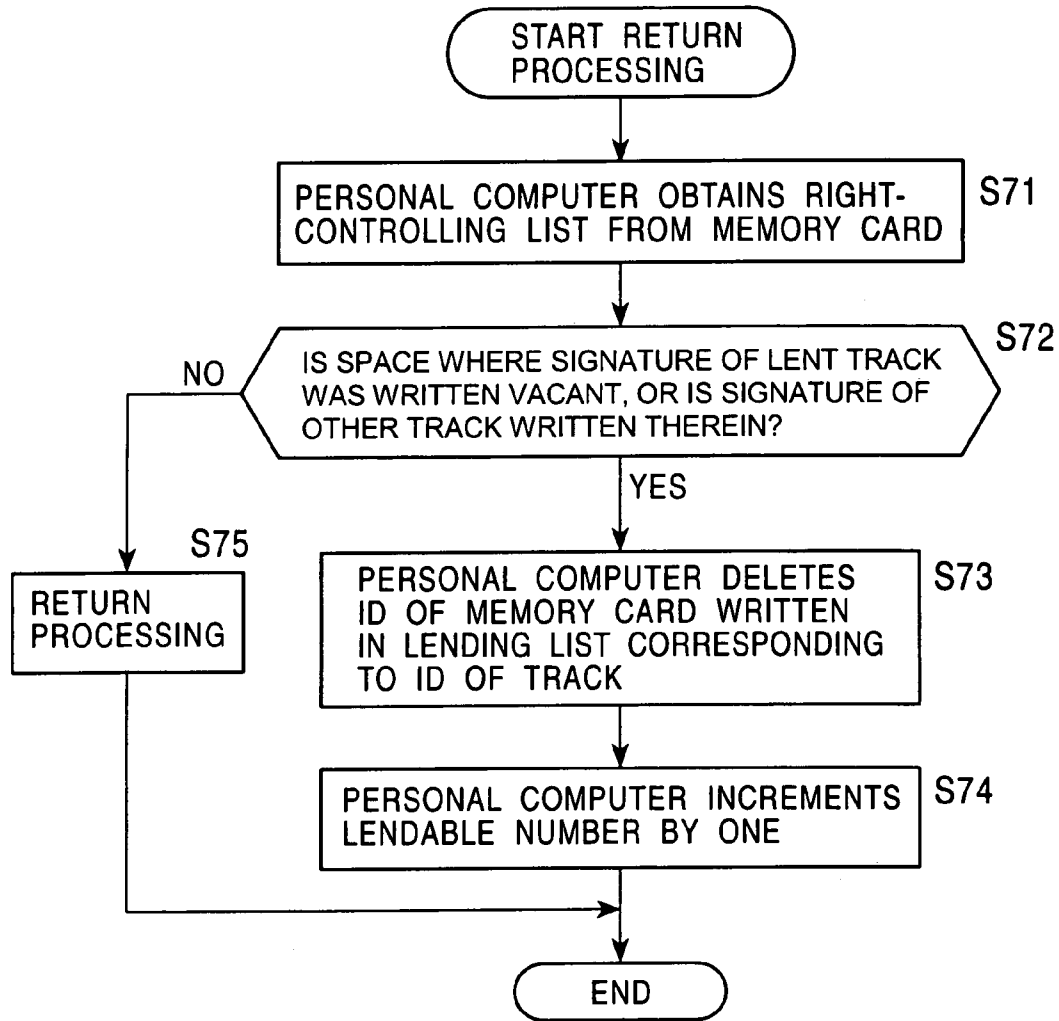 START RETURN
PROCESSING
PERSONAL COMPUTER OBTAINS RIGHT-
CONTROLLING LIST FROM MEMORY CARD
S71
IS SPACE WHERE SIGNATURE OF LENT TRACK
WAS WRITTEN VACANT, OR IS SIGNATURE OF
OTHER TRACK WRITTEN THEREIN?
S72
NO
YES
S75
RETURN
PROCESSING
PERSONAL COMPUTER DELETES
ID OF MEMORY CARD WRITTEN
IN LENDING LIST CORRESPONDING
TO ID OF TRACK
S73
PERSONAL COMPUTER INCREMENTS
LENDABLE NUMBER BY ONE
S74
END